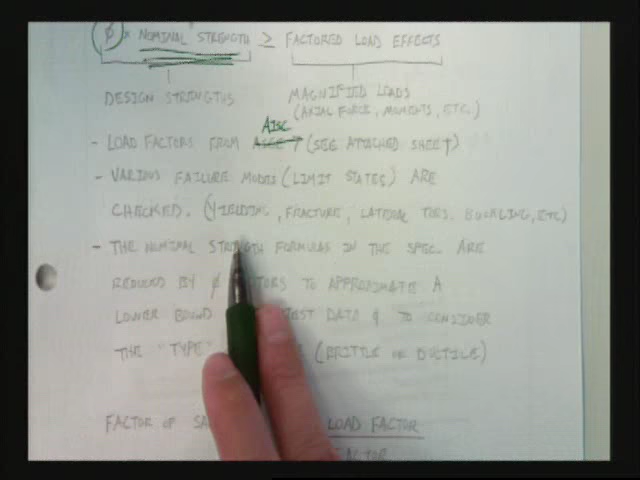 φ × NOMINAL STRENGTH ≥ FACTORED LOAD EFFECTS
DESIGN STRENGTHS
MAGNIFIED LOADS
(AXIAL FORCE, MOMENTS, ETC.)
AISC
- LOAD FACTORS FROM ASCE 7 (SEE ATTACHED SHEET)
- VARIOUS FAILURE MODES (LIMIT STATES) ARE
CHECKED. (YIELDING, FRACTURE, LATERAL TORS. BUCKLING, ETC)
- THE NOMINAL STRENGTH FORMULAS IN THE SPEC. ARE
REDUCED BY φ TO APPROXIMATE A
LOWER BOUND TEST DATA & TO CONSIDER
THE "TYPE" (BRITTLE OR DUCTILE)
FACTOR OF LOAD FACTOR